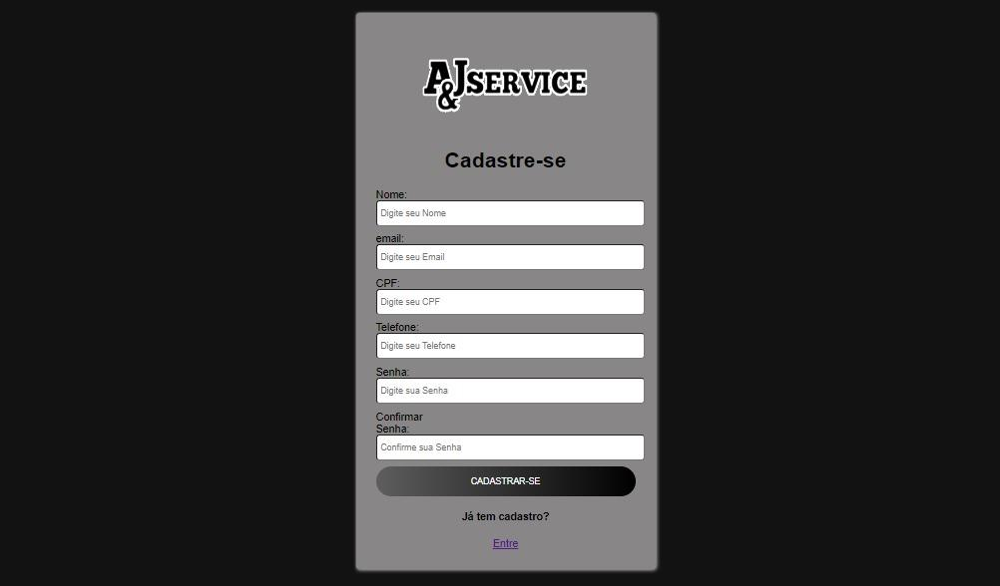 A&JSERVICE
Cadastre-se
Nome:
Digite seu Nome
email:
Digite seu Email
CPF:
Digite seu CPF
Telefone:
Digite seu Telefone
Senha:
Digite sua Senha
Confirmar
Senha:
Confirme sua Senha
CADASTRAR-SE
Já tem cadastro?
Entre